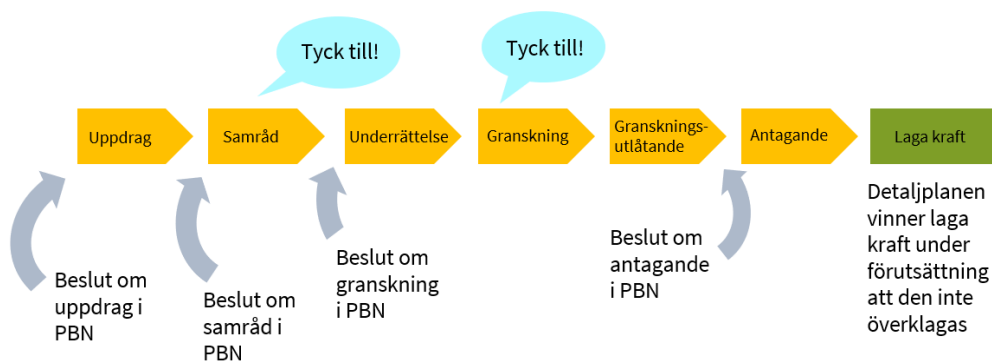 Tyck till!
Tyck till!
Uppdrag
Samråd
Underrättelse
Granskning
Gransknings-
utlåtande
Antagande
Laga kraft
Beslut om
uppdrag i
PBN
Beslut om
samråd i
PBN
Beslut om
granskning
i PBN
Beslut om
antagande
i PBN
Detaljplanen
vinner laga
kraft under
förutsättning
att den inte
överklagas